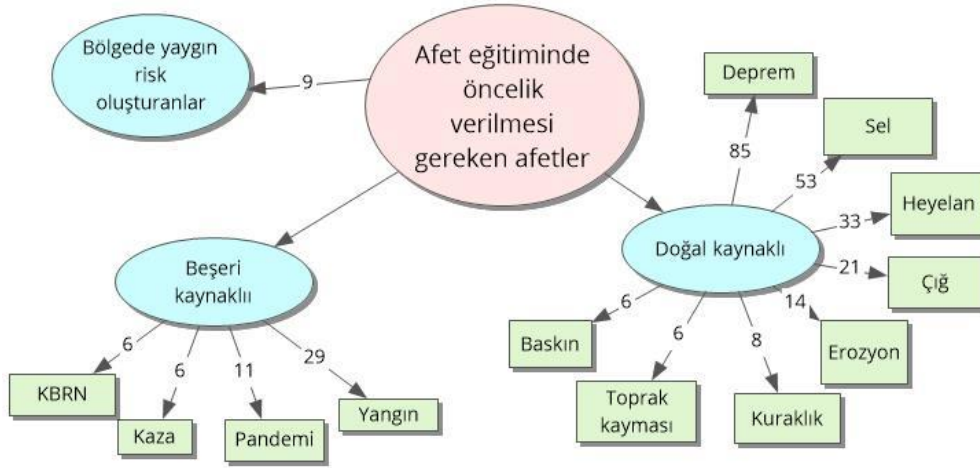 Bölgede yaygın
risk
oluşturanlar
9
Afet eğitiminde
öncelik
verilmesi
gereken afetler
Deprem
85
Sel
53
Heyelan
33
Doğal kaynaklı
21
Çığ
14
Erozyon
8
Kuraklık
6
Toprak
kayması
6
Baskın
Beşeri
kaynaklıı
6
KBRN
6
Kaza
11
Pandemi
29
Yangın